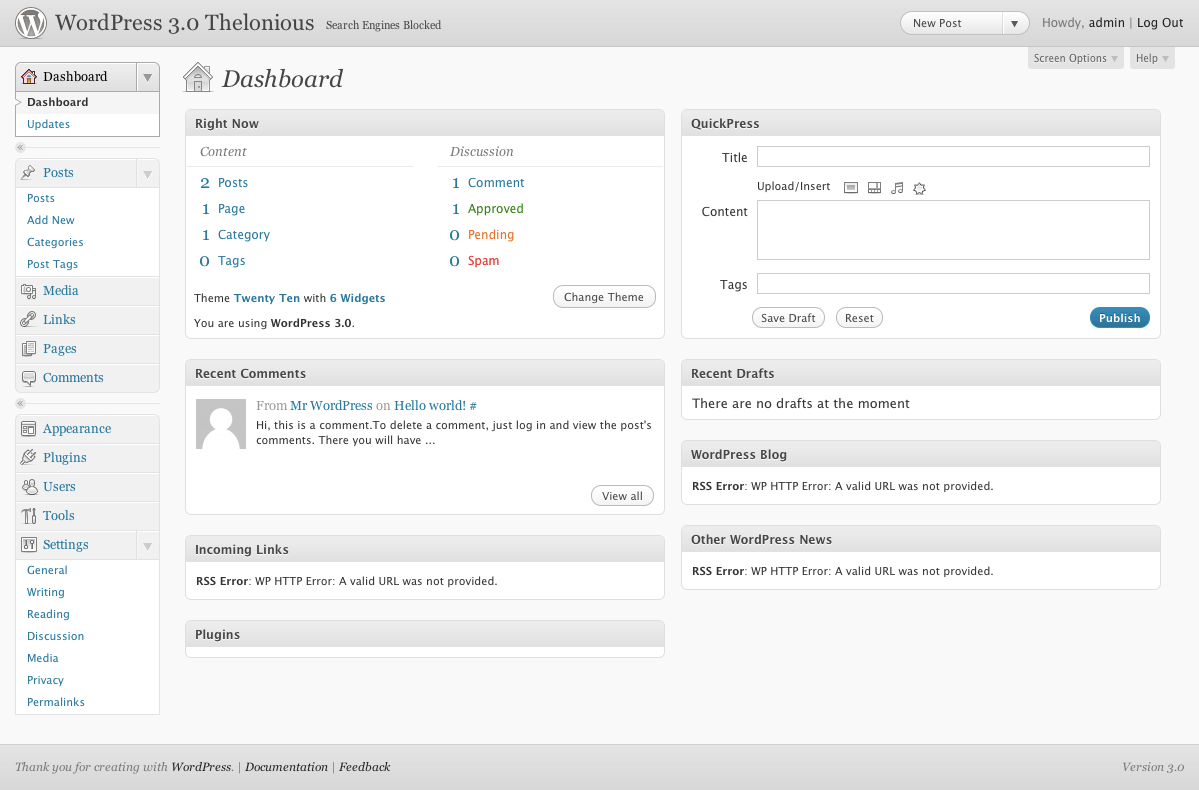 WordPress 3.0 Thelonious Search Engines Blocked
New Post
Howdy, admin | Log Out
Screen Options
Help
Dashboard
Dashboard
Updates
Posts
Posts
Add New
Categories
Post Tags
Media
Links
Pages
Comments
Appearance
Plugins
Users
Tools
Settings
General
Writing
Reading
Discussion
Media
Privacy
Permalinks
Dashboard
Right Now
Content
2 Posts
1 Page
1 Category
0 Tags
Discussion
1 Comment
1 Approved
0 Pending
0 Spam
Theme Twenty Ten with 6 Widgets
Change Theme
You are using WordPress 3.0.
Recent Comments
From Mr WordPress on Hello world! #
Hi, this is a comment.To delete a comment, just log in and view the post's
comments. There you will have ...
View all
Incoming Links
RSS Error: WP HTTP Error: A valid URL was not provided.
Plugins
QuickPress
Title
Upload/Insert
Content
Tags
Save Draft
Reset
Publish
Recent Drafts
There are no drafts at the moment
WordPress Blog
RSS Error: WP HTTP Error: A valid URL was not provided.
Other WordPress News
RSS Error: WP HTTP Error: A valid URL was not provided.
Thank you for creating with WordPress. | Documentation | Feedback
Version 3.0